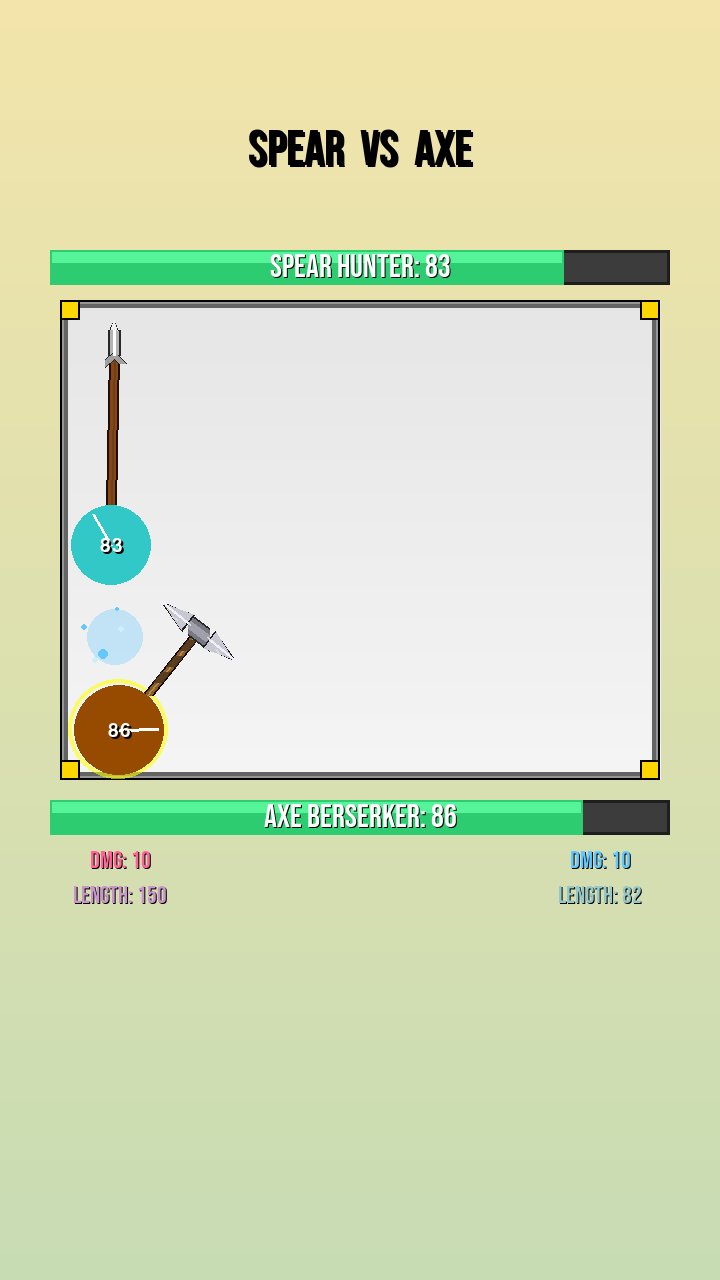 SPEAR VS AXE
SPEAR HUNTER: 83
83
86
AXE BERSERKER: 86
DMG: 10
DMG: 10
LENGTH: 150
LENGTH: 82